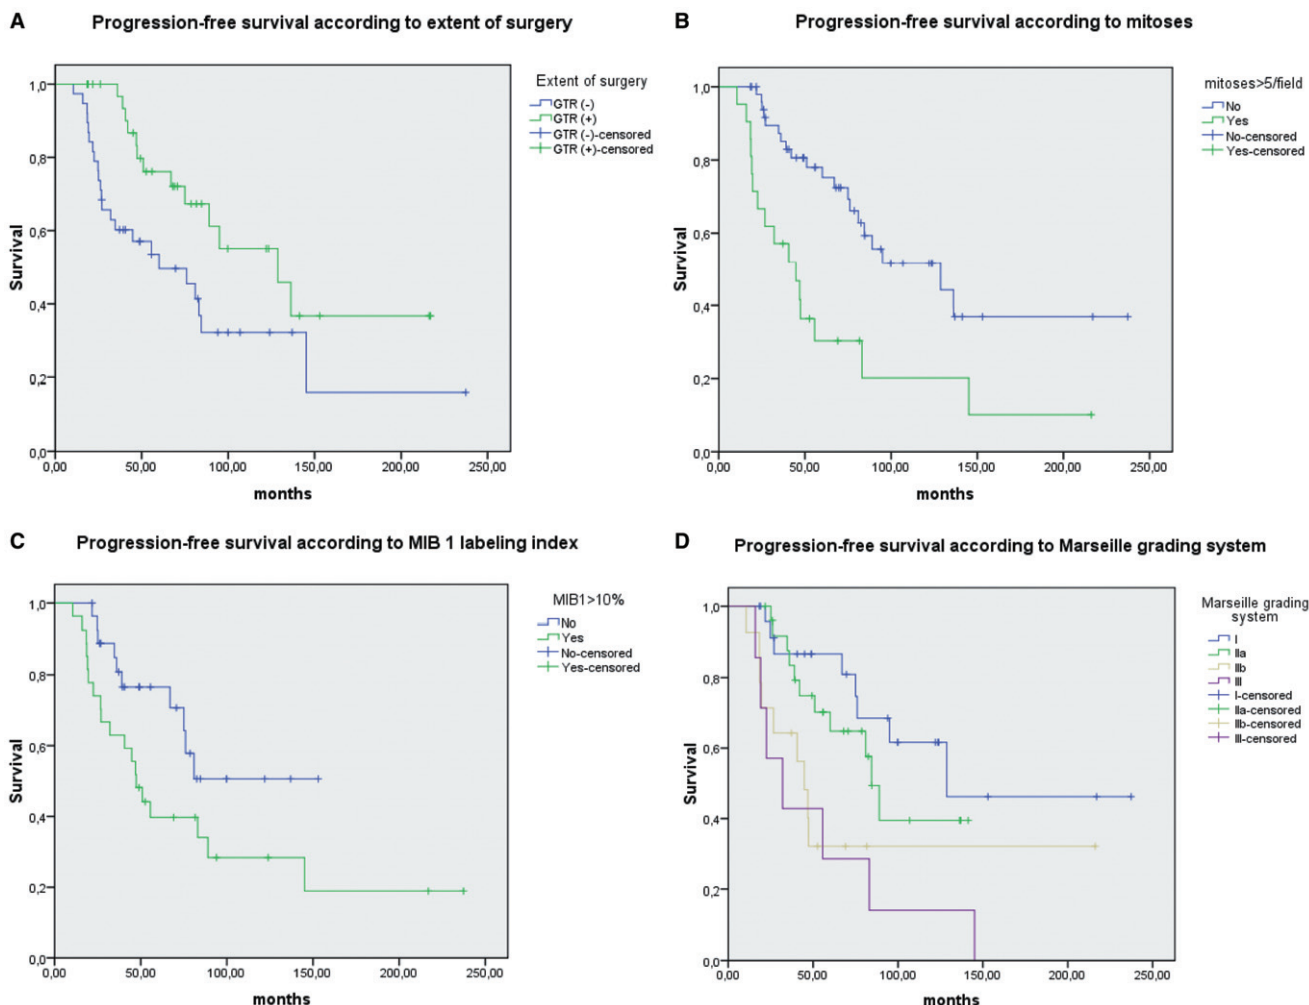 A
Progression-free survival according to extent of surgery
Extent of surgery
GTR (-)
GTR (+)
GTR (-)-censored
GTR (+)-censored
Survival
1,0
0,8
0,6
0,4
0,2
0,0
0,00 50,00 100,00 150,00 200,00 250,00
months
B
Progression-free survival according to mitoses
mitoses>5/field
No
Yes
No-censored
Yes-censored
Survival
1,0
0,8
0,6
0,4
0,2
0,0
0,00 50,00 100,00 150,00 200,00 250,00
months
C
Progression-free survival according to MIB 1 labeling index
MIB1>10%
No
Yes
No-censored
Yes-censored
Survival
1,0
0,8
0,6
0,4
0,2
0,0
0,00 50,00 100,00 150,00 200,00 250,00
months
D
Progression-free survival according to Marseille grading system
Marseille grading
system
I
IIa
IIb
III
I-censored
IIa-censored
IIb-censored
III-censored
Survival
1,0
0,8
0,6
0,4
0,2
0,0
0,00 50,00 100,00 150,00 200,00 250,00
months